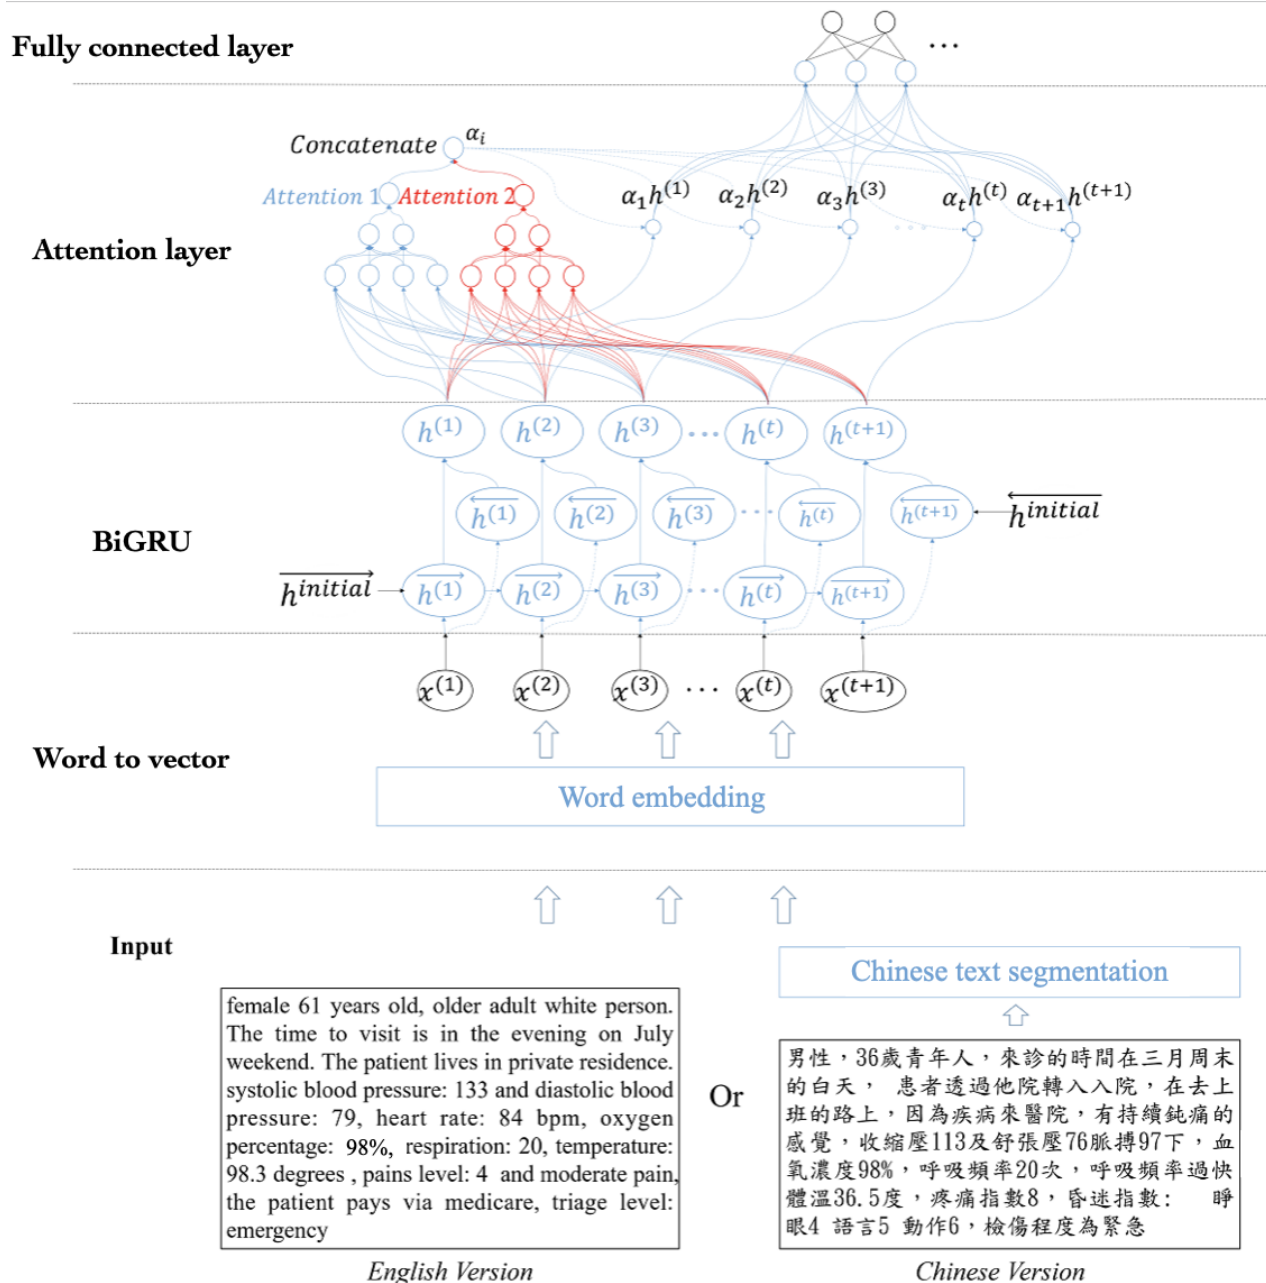 Fully connected layer
...
Concatenate αᵢ
Attention 1 Attention 2
α₁h⁽¹⁾ α₂h⁽²⁾ α₃h⁽³⁾ ... αₜh⁽ᵗ⁾ αₜ₊₁h⁽ᵗ⁺¹⁾
Attention layer
h⁽¹⁾ h⁽²⁾ h⁽³⁾ ... h⁽ᵗ⁾ h⁽ᵗ⁺¹⁾
←h⁽¹⁾ ←h⁽²⁾ ←h⁽³⁾ ... ←h⁽ᵗ⁾ ←h⁽ᵗ⁺¹⁾ ←hⁱⁿⁱᵗⁱᵃˡ
BiGRU
→hⁱⁿⁱᵗⁱᵃˡ →h⁽¹⁾ →h⁽²⁾ →h⁽³⁾ ... →h⁽ᵗ⁾ →h⁽ᵗ⁺¹⁾
x⁽¹⁾ x⁽²⁾ x⁽³⁾ ... x⁽ᵗ⁾ x⁽ᵗ⁺¹⁾
Word to vector
Word embedding
Input
Chinese text segmentation
female 61 years old, older adult white person.
The time to visit is in the evening on July
weekend. The patient lives in private residence.
systolic blood pressure: 133 and diastolic blood
pressure: 79, heart rate: 84 bpm, oxygen
percentage: 98%, respiration: 20, temperature:
98.3 degrees , pains level: 4 and moderate pain,
the patient pays via medicare, triage level:
emergency
English Version
Or
男性，36歲青年人，來診的時間在三月周末
的白天， 患者透過他院轉入入院，在去上
班的路上，因為疾病來醫院，有持續鈍痛的
感覺，收縮壓113及舒張壓76脈搏97下，血
氧濃度98%，呼吸頻率20次，呼吸頻率過快
體溫36.5度，疼痛指數8，昏迷指數： 睜
眼4 語言5 動作6，檢傷程度為緊急
Chinese Version